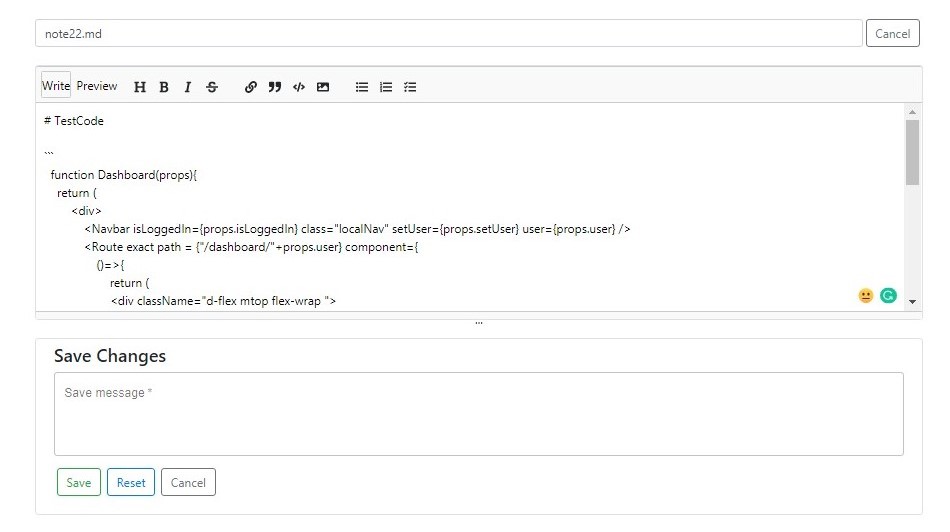 note22.md Cancel
Write Preview H B I S
# TestCode
```
function Dashboard(props){
return (
<div>
<Navbar isLoggedIn={props.isLoggedIn} class="localNav" setUser={props.setUser} user={props.user} />
<Route exact path = {"/dashboard/"+props.user} component={
()=>{
return (
<div className="d-flex mtop flex-wrap ">
...
Save Changes
Save message *
Save Reset Cancel